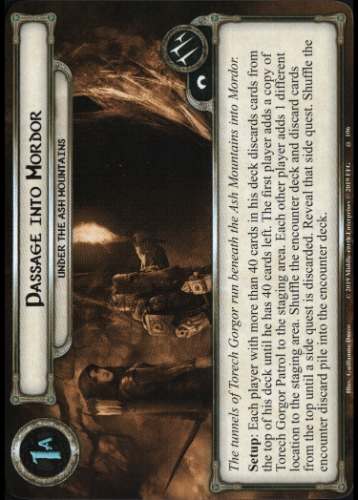 1A
PASSAGE INTO MORDOR
UNDER THE ASH MOUNTAINS
The tunnels of Torech Gorgor run beneath the Ash Mountains into Mordor.
Setup: Each player with more than 40 cards in his deck discards cards from
the top of his deck until he has 40 cards left. The first player adds a copy of
Torech Gorgor Patrol to the staging area. Each other player adds 1 different
location to the staging area. Shuffle the encounter deck and discard cards
from the top until a side quest is discarded. Reveal that side quest. Shuffle the
encounter discard pile into the encounter deck.
Illus. Guillaume Ducos © 2019 Middle-earth Enterprises © 2019 FFG 106